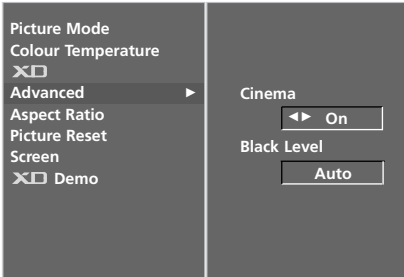 Picture Mode
Colour Temperature
XD
Advanced ►
Aspect Ratio
Picture Reset
Screen
XD Demo
Cinema
◄► On
Black Level
Auto